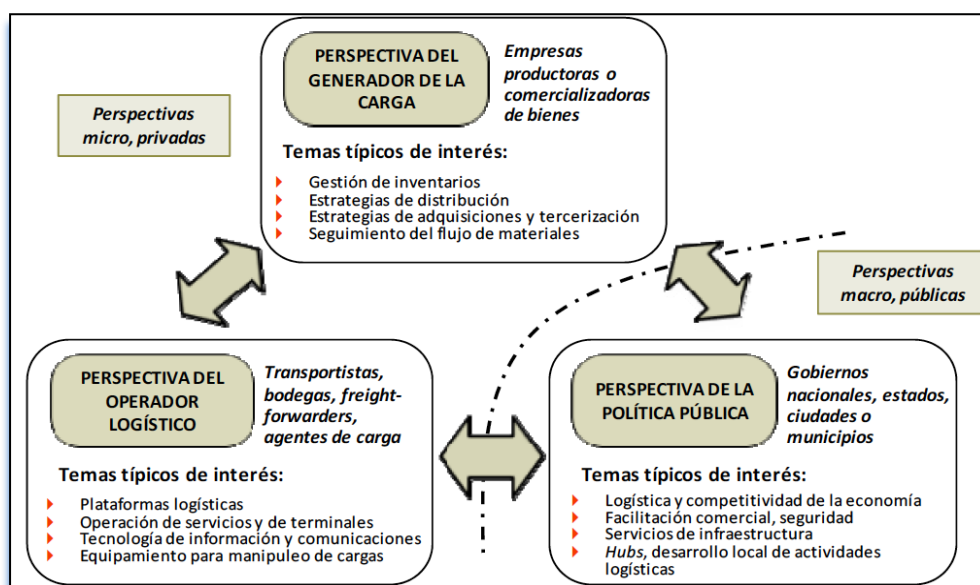 PERSPECTIVA DEL
GENERADOR DE LA
CARGA
Empresas
productoras o
comercializadoras
de bienes
Perspectivas
micro, privadas
Temas típicos de interés:
Gestión de inventarios
Estrategias de distribución
Estrategias de adquisiciones y tercerización
Seguimiento del flujo de materiales
Perspectivas
macro, públicas
PERSPECTIVA DEL
OPERADOR
LOGÍSTICO
Transportistas,
bodegas, freight-
forwarders,
agentes de carga
Temas típicos de interés:
Plataformas logísticas
Operación de servicios y de terminales
Tecnología de información y comunicaciones
Equipamiento para manipuleo de cargas
PERSPECTIVA DE LA
POLÍTICA PÚBLICA
Gobiernos
nacionales, estados,
ciudades o
municipios
Temas típicos de interés:
Logística y competitividad de la economía
Facilitación comercial, seguridad
Servicios de infraestructura
Hubs, desarrollo local de actividades
logísticas